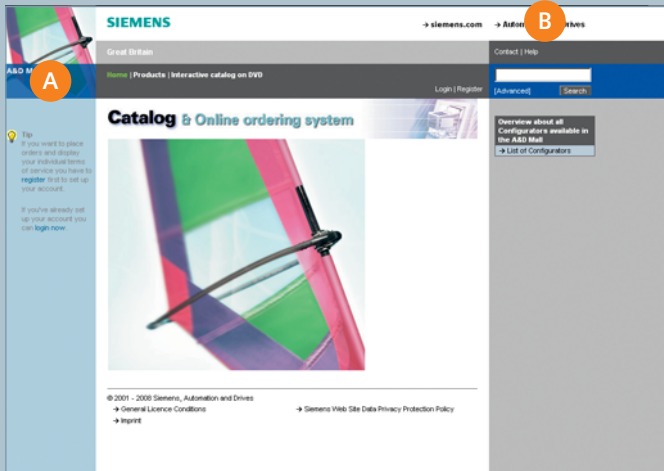 SIEMENS
→ siemens.com
B
Great Britain
Contact | Help
A&D
A
Home | Products | Interactive catalog on DVD
Login | Register
[Advanced]
Search
Catalog & Online ordering system
Tip
If you want to place
orders and display
your individual terms
of service you have to
register first to set up
your account.
If you've already set
up your account you
can login now.
Overview about all
Configurators available in
the A&D Mall
→ List of Configurators
© 2001 - 2008 Siemens, Automation and Drives
→ General Licence Conditions
→ Siemens Web Site Data Privacy Protection Policy
→ Imprint